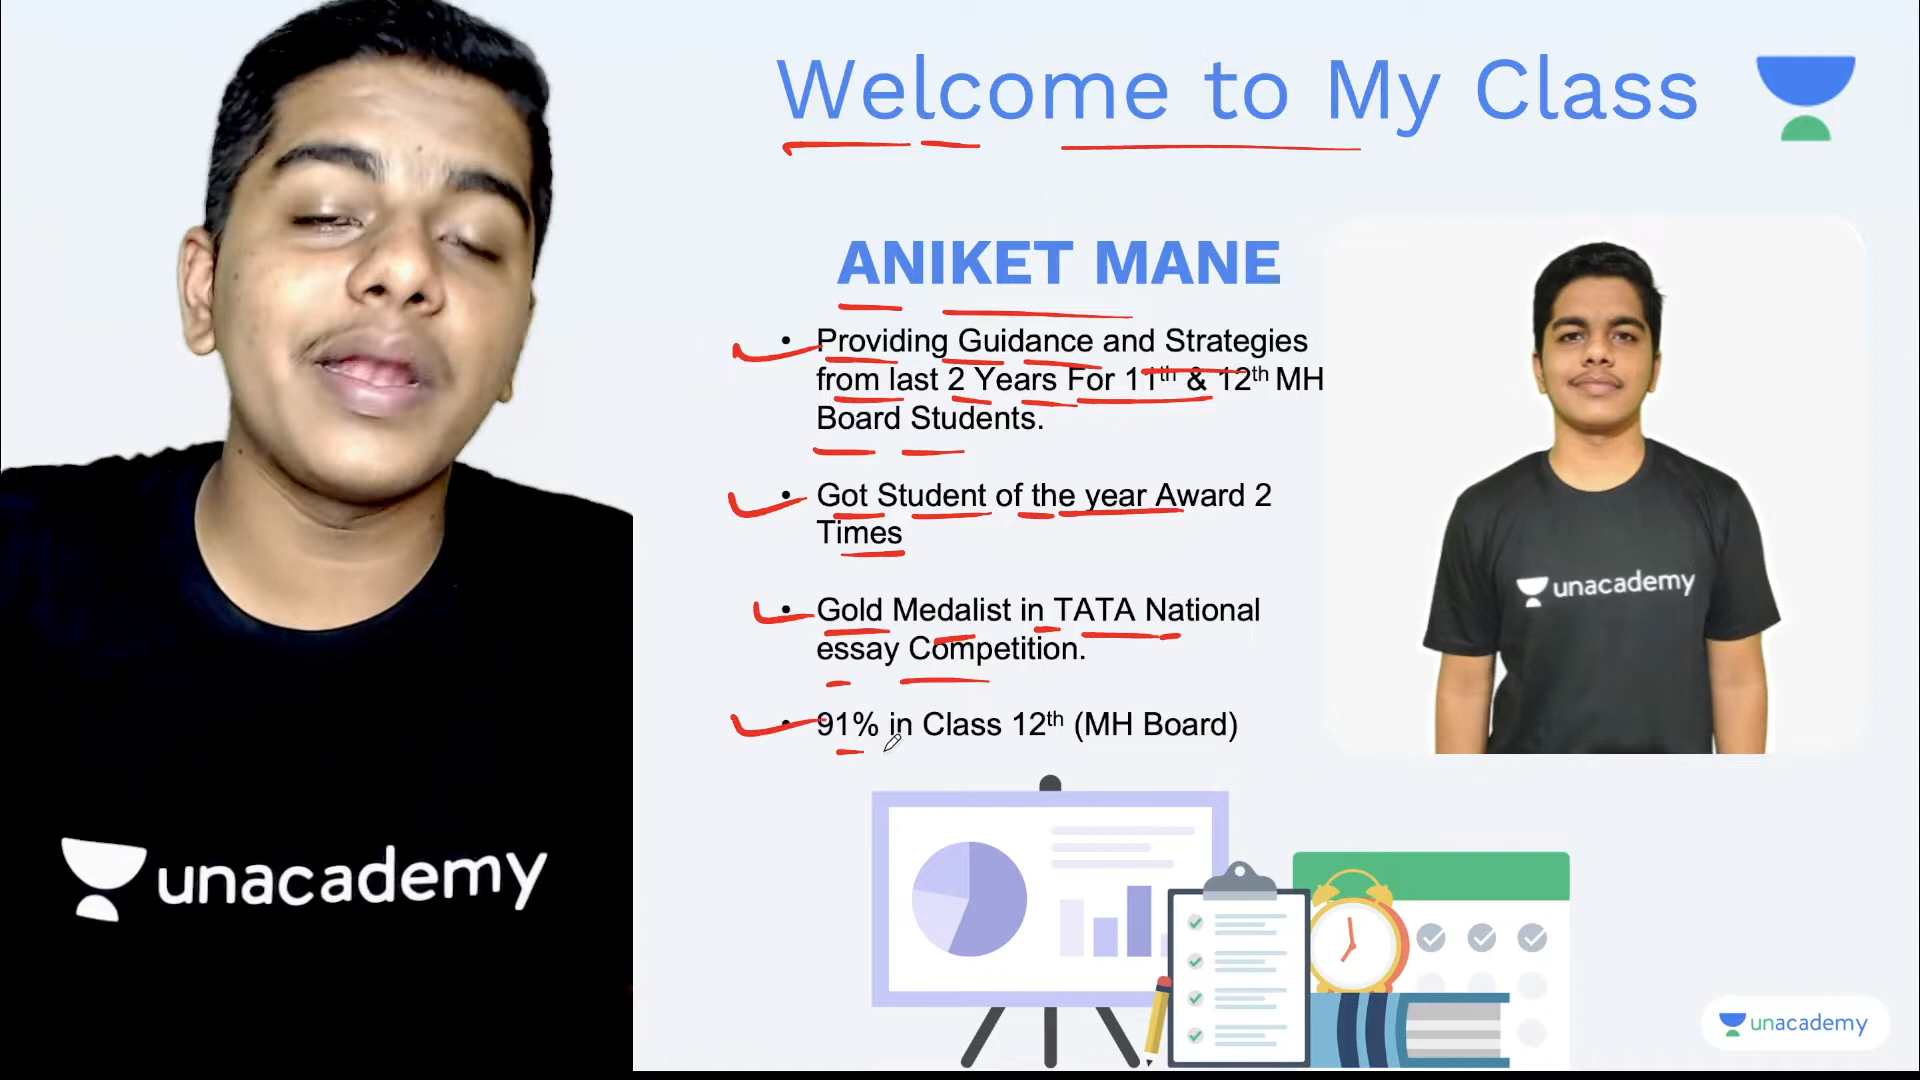 Welcome to My Class
ANIKET MANE
• Providing Guidance and Strategies
from last 2 Years For 11th & 12th MH
Board Students.
• Got Student of the year Award 2
Times
• Gold Medalist in TATA National
essay Competition.
• 91% in Class 12th (MH Board)
unacademy
unacademy
unacademy